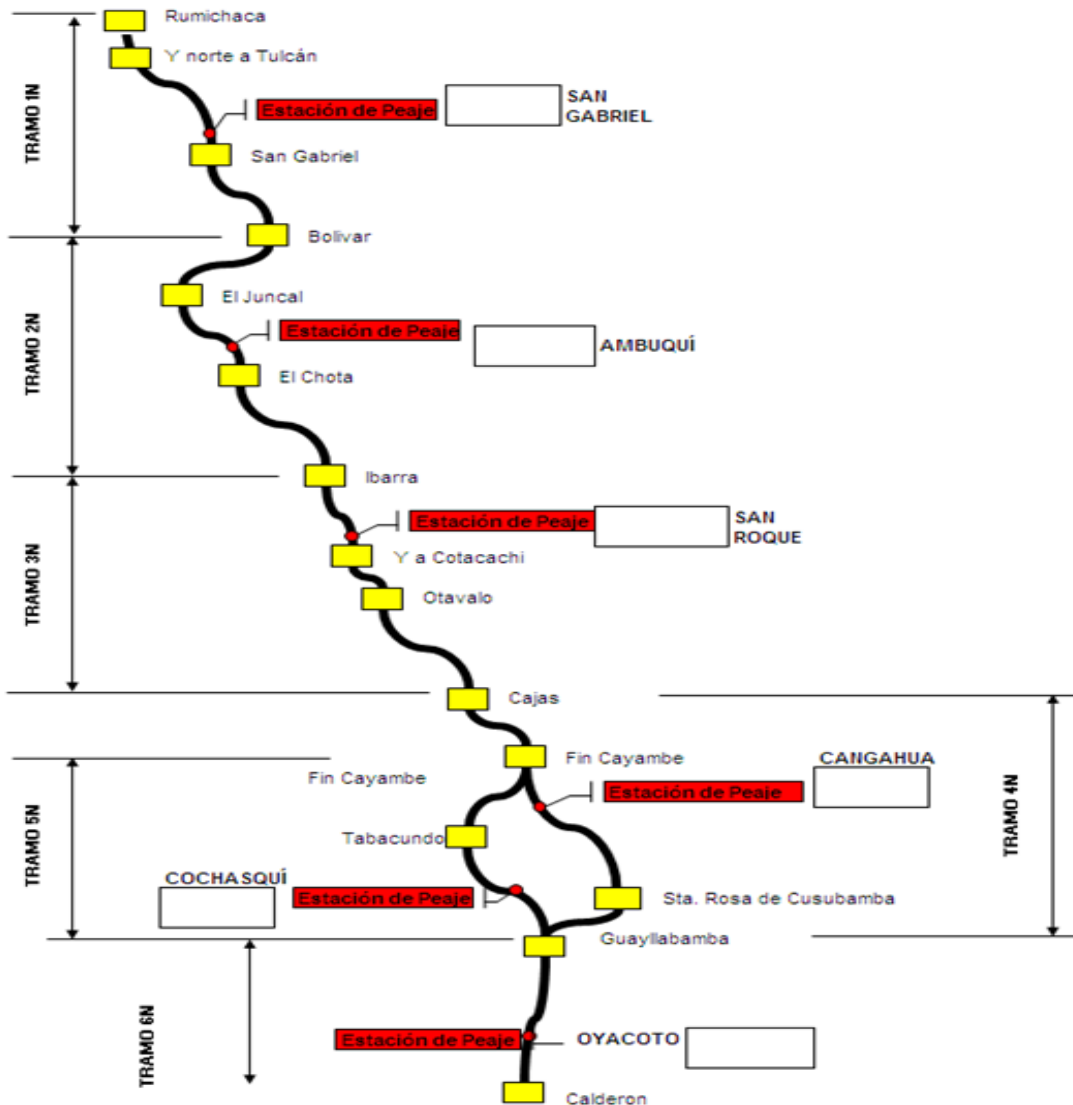 Rumichaca
Y norte a Tulcán
Estación de Peaje
SAN
GABRIEL
TRAMO 1N
San Gabriel
Bolivar
El Juncal
Estación de Peaje
AMBUQUÍ
TRAMO 2N
El Chota
Ibarra
Estación de Peaje
SAN
ROQUE
Y a Cotacachi
TRAMO 3N
Otavalo
Cajas
Fin Cayambe
CANGAHUA
Fin Cayambe
Estación de Peaje
TRAMO 4N
TRAMO 5N
Tabacundo
COCHASQUÍ
Estación de Peaje
Sta. Rosa de Cusubamba
Guayllabamba
TRAMO 6N
Estación de Peaje
OYACOTO
Calderon